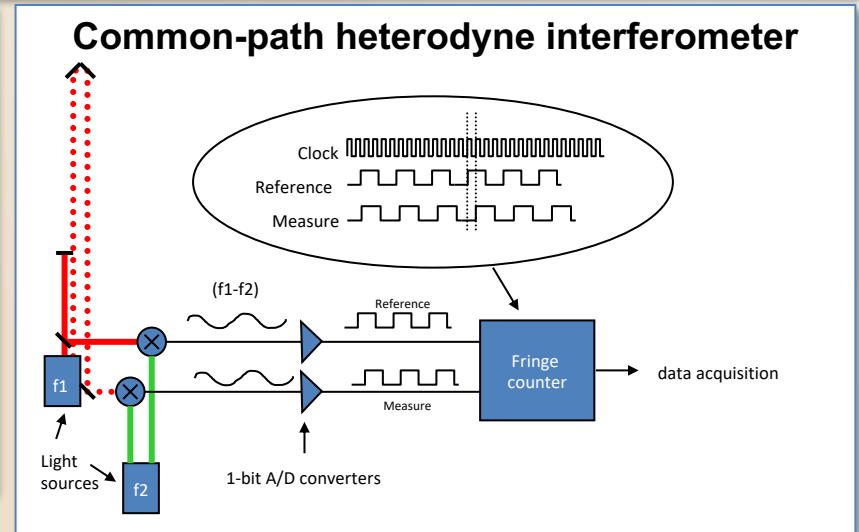 Common-path heterodyne interferometer
Clock
Reference
Measure
(f1-f2)
Reference
f1
Fringe
counter
data acquisition
Measure
Light
sources
f2
1-bit A/D converters